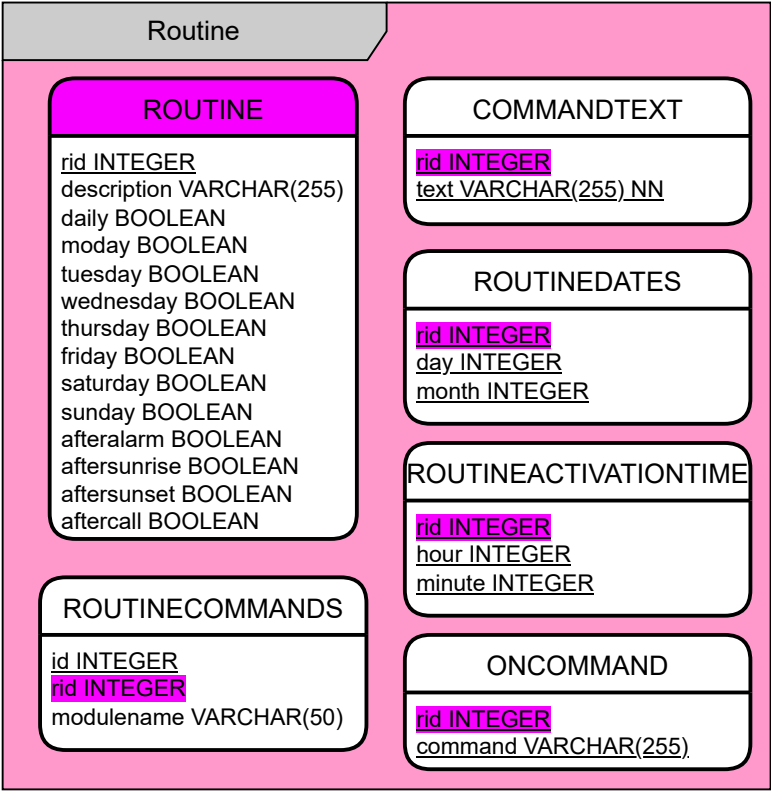 Routine
ROUTINE
rid INTEGER
description VARCHAR(255)
daily BOOLEAN
moday BOOLEAN
tuesday BOOLEAN
wednesday BOOLEAN
thursday BOOLEAN
friday BOOLEAN
saturday BOOLEAN
sunday BOOLEAN
afteralarm BOOLEAN
aftersunrise BOOLEAN
aftersunset BOOLEAN
aftercall BOOLEAN
ROUTINECOMMANDS
id INTEGER
rid INTEGER
modulename VARCHAR(50)
COMMANDTEXT
rid INTEGER
text VARCHAR(255) NN
ROUTINEDATES
rid INTEGER
day INTEGER
month INTEGER
ROUTINEACTIVATIONTIME
rid INTEGER
hour INTEGER
minute INTEGER
ONCOMMAND
rid INTEGER
command VARCHAR(255)